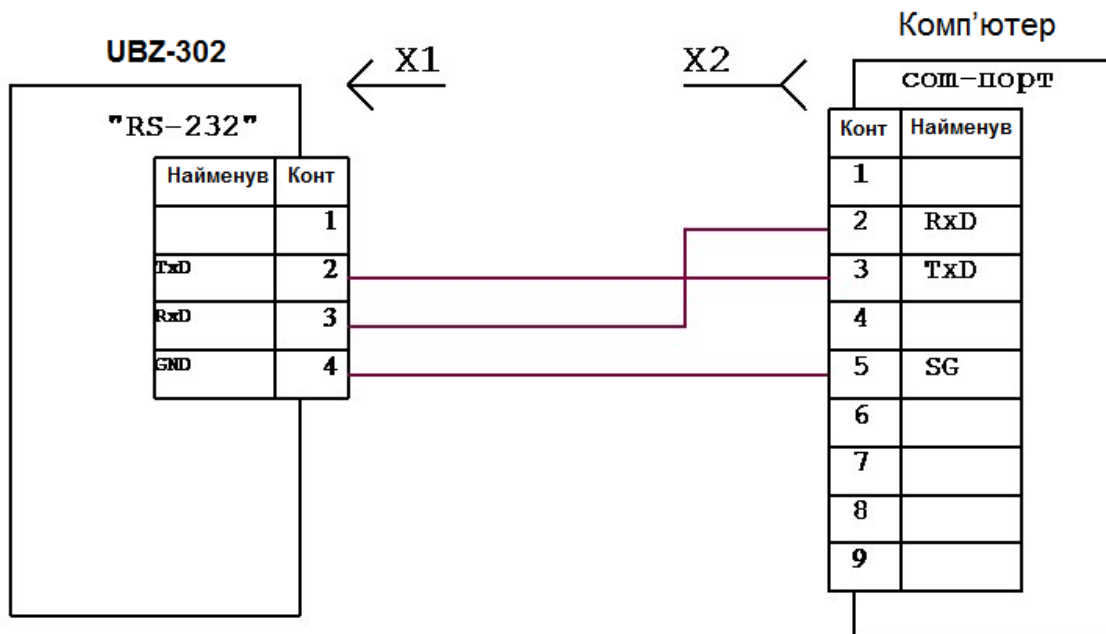 Комп’ютер
UBZ-302
X1
X2
com-порт
"RS-232"
Конт Найменув
Найменув Конт
1
1
2 RxD
TxD 2
3 TxD
RxD 3
4
GND 4
5 SG
6
7
8
9